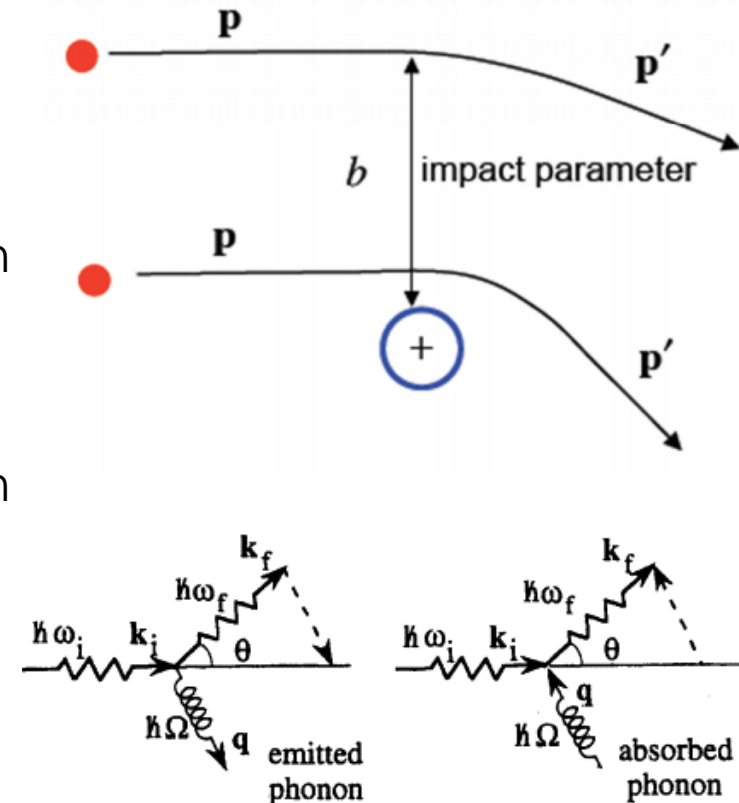 p
p′
b impact parameter
n
p
+
p′
n
k_f k_f
ħω_f ħω_f
ħω_i k_i θ ħω_i k_i θ
q
ħΩ q ħΩ
emitted absorbed
phonon phonon